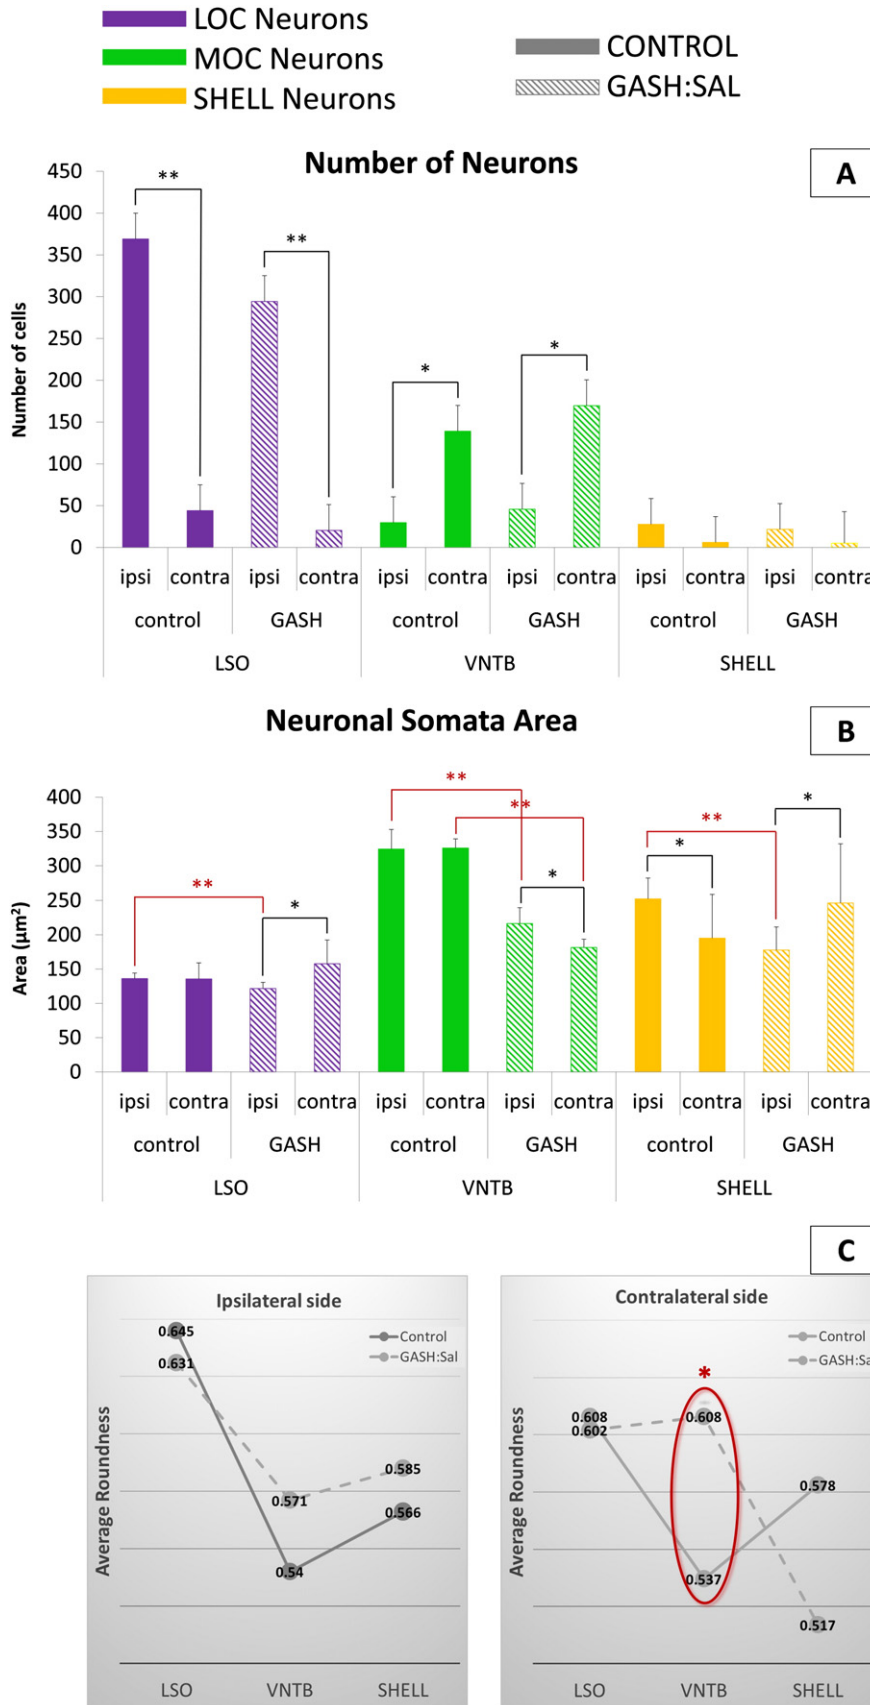 LOC Neurons
MOC Neurons
SHELL Neurons
CONTROL
GASH:SAL
Number of Neurons
A
Number of cells
450
400
350
300
250
200
150
100
50
0
**
**
*
*
ipsi contra ipsi contra ipsi contra ipsi contra ipsi contra ipsi contra
control GASH control GASH control GASH
LSO VNTB SHELL
Neuronal Somata Area
B
Area (µm²)
400
350
300
250
200
150
100
50
0
**
*
**
**
*
**
*
*
ipsi contra ipsi contra ipsi contra ipsi contra ipsi contra ipsi contra
control GASH control GASH control GASH
LSO VNTB SHELL
C
Ipsilateral side
Control
GASH:Sal
Average Roundness
0.645
0.631
0.571
0.54
0.585
0.566
LSO VNTB SHELL
Contralateral side
Control
GASH:Sa
*
Average Roundness
0.608
0.602
0.608
0.537
0.578
0.517
LSO VNTB SHELL